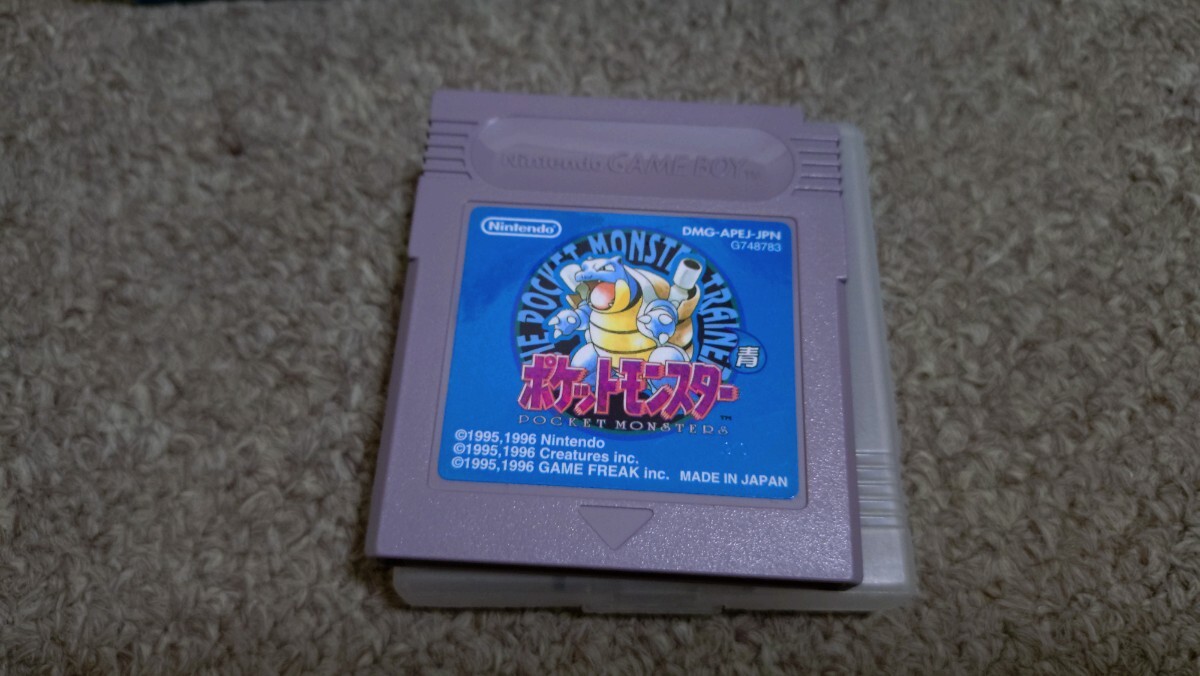 Nintendo GAME BOY
Nintendo
DMG-APEJ-JPN
G748783
POCKET MONSTER TRAINER
青
ポケットモンスター
™
POCKET MONSTERS
©1995,1996 Nintendo
©1995,1996 Creatures inc.
©1995,1996 GAME FREAK inc.
MADE IN JAPAN